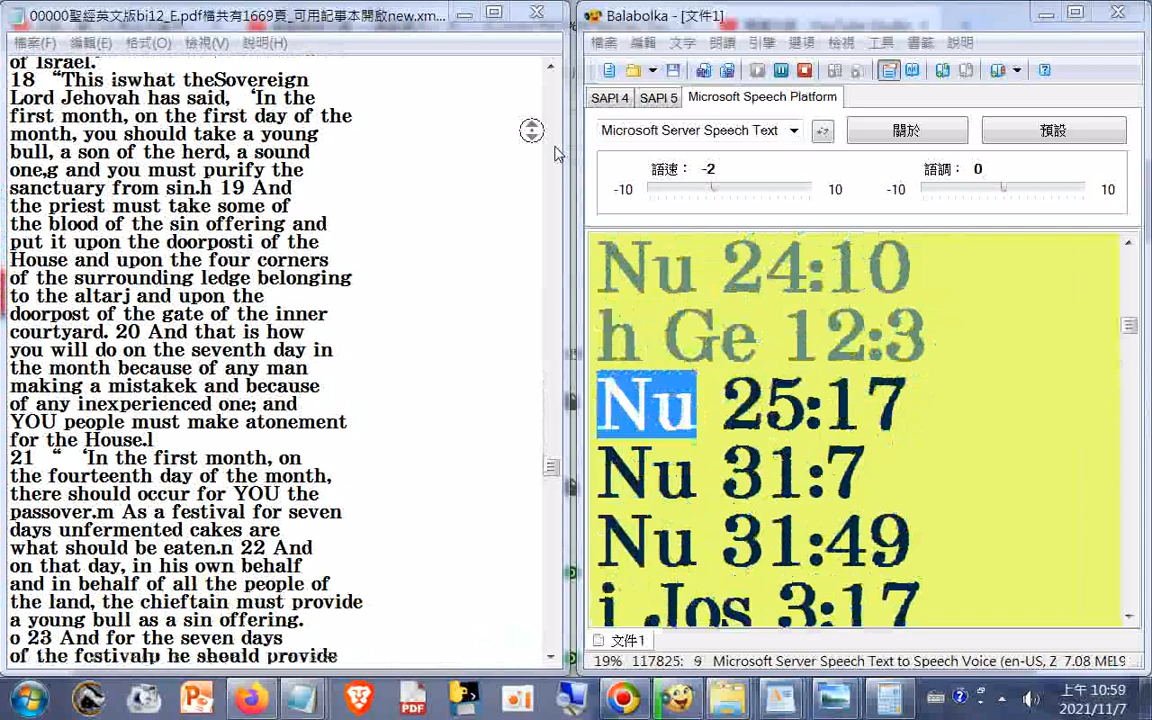 00000聖經英文版bi12_E.pdf檔共有1669頁_可用記事本開啟new.xm...
檔案(F) 編輯(E) 格式(O) 檢視(V) 說明(H)
of Israel.'
18 “This iswhat theSovereign
Lord Jehovah has said, ‘In the
first month, on the first day of the
month, you should take a young
bull, a son of the herd, a sound
one,g and you must purify the
sanctuary from sin.h 19 And
the priest must take some of
the blood of the sin offering and
put it upon the doorposti of the
House and upon the four corners
of the surrounding ledge belonging
to the altarj and upon the
doorpost of the gate of the inner
courtyard. 20 And that is how
you will do on the seventh day in
the month because of any man
making a mistakek and because
of any inexperienced one; and
YOU people must make atonement
for the House.l
21 “ ‘In the first month, on
the fourteenth day of the month,
there should occur for YOU the
passover.m As a festival for seven
days unfermented cakes are
what should be eaten.n 22 And
on that day, in his own behalf
and in behalf of all the people of
the land, the chieftain must provide
a young bull as a sin offering.
o 23 And for the seven days
of the festivalp he should provide
Balabolka - [文件1]
檔案 編輯 文字 朗讀 引擎 選項 檢視 工具 書籤 說明
SAPI 4 SAPI 5 Microsoft Speech Platform
Microsoft Server Speech Text 關於 預設
語速: -2 語調: 0
-10 10 -10 10
Nu 24:10
h Ge 12:3
Nu 25:17
Nu 31:7
Nu 31:49
i Jos 3:17
文件1
19% 117825: 9 Microsoft Server Speech Text to Speech Voice (en-US, Z 7.08 ME
PDF
上午 10:59
2021/11/7